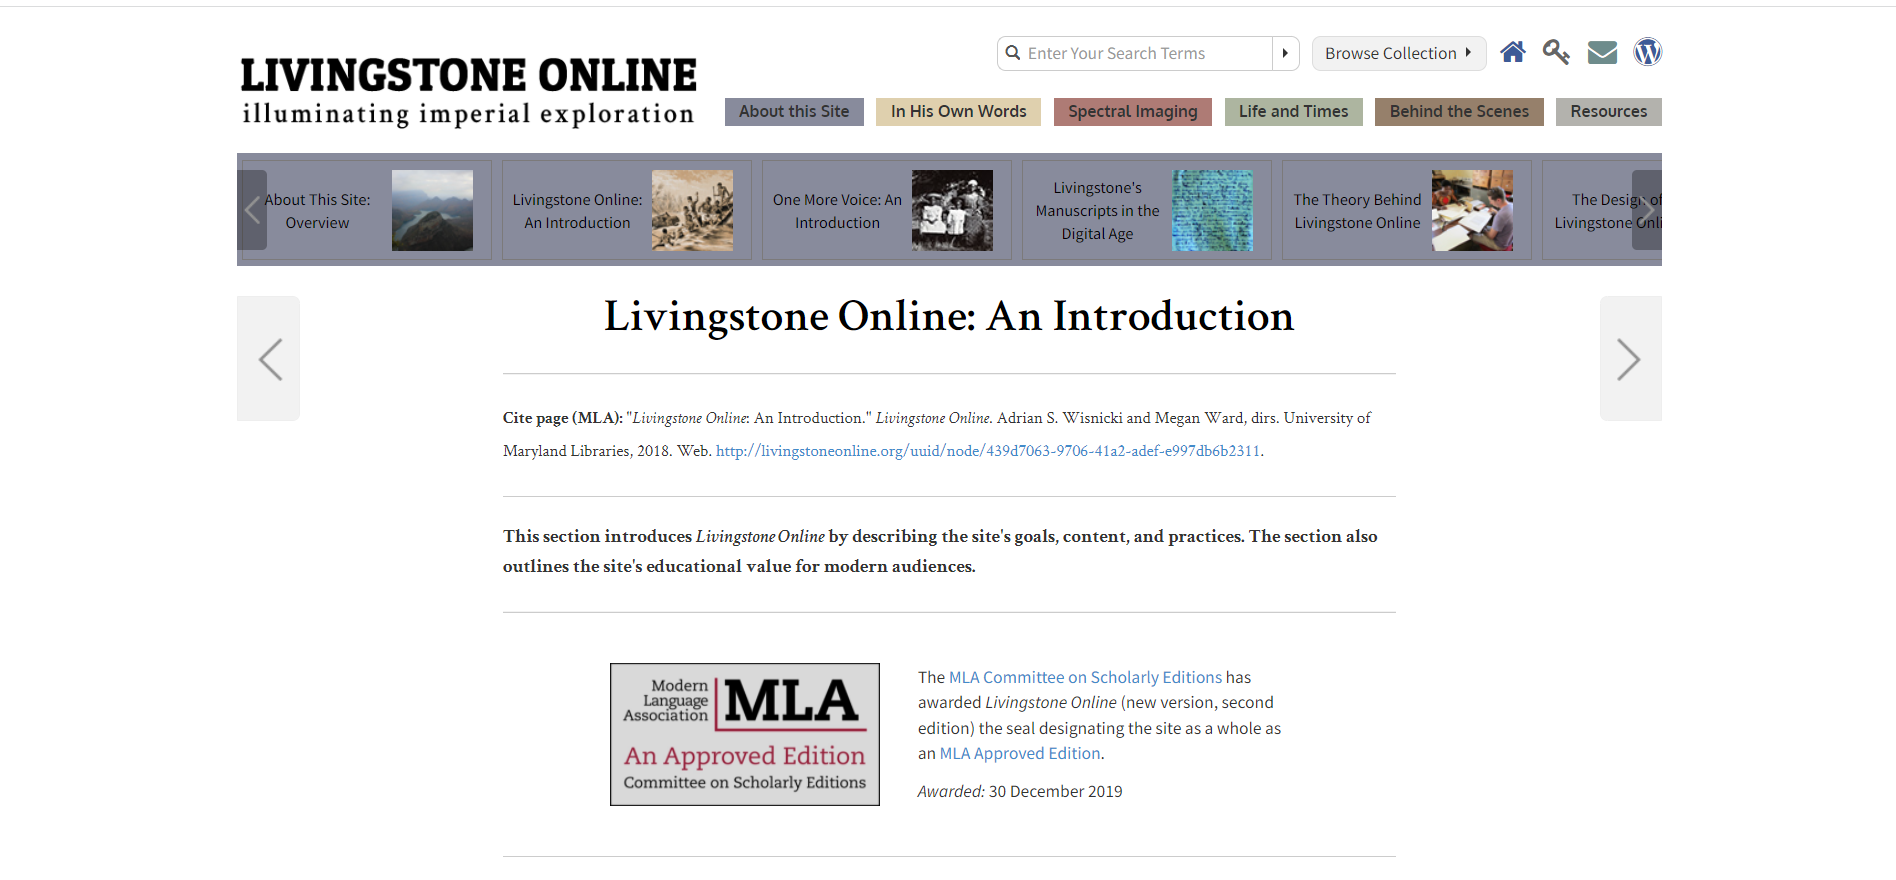 LIVINGSTONE ONLINE
illuminating imperial exploration
Enter Your Search Terms
Browse Collection
About this Site
In His Own Words
Spectral Imaging
Life and Times
Behind the Scenes
Resources
About This Site:
Overview
Livingstone Online:
An Introduction
One More Voice: An
Introduction
Livingstone's
Manuscripts in the
Digital Age
The Theory Behind
Livingstone Online
The Design of
Livingstone Onli
Livingstone Online: An Introduction
Cite page (MLA): "Livingstone Online: An Introduction." Livingstone Online. Adrian S. Wisnicki and Megan Ward, dirs. University of
Maryland Libraries, 2018. Web. http://livingstoneonline.org/uuid/node/439d7063-9706-41a2-adef-e997db6b2311.
This section introduces Livingstone Online by describing the site's goals, content, and practices. The section also
outlines the site's educational value for modern audiences.
Modern
Language
Association
MLA
An Approved Edition
Committee on Scholarly Editions
The MLA Committee on Scholarly Editions has
awarded Livingstone Online (new version, second
edition) the seal designating the site as a whole as
an MLA Approved Edition.
Awarded: 30 December 2019